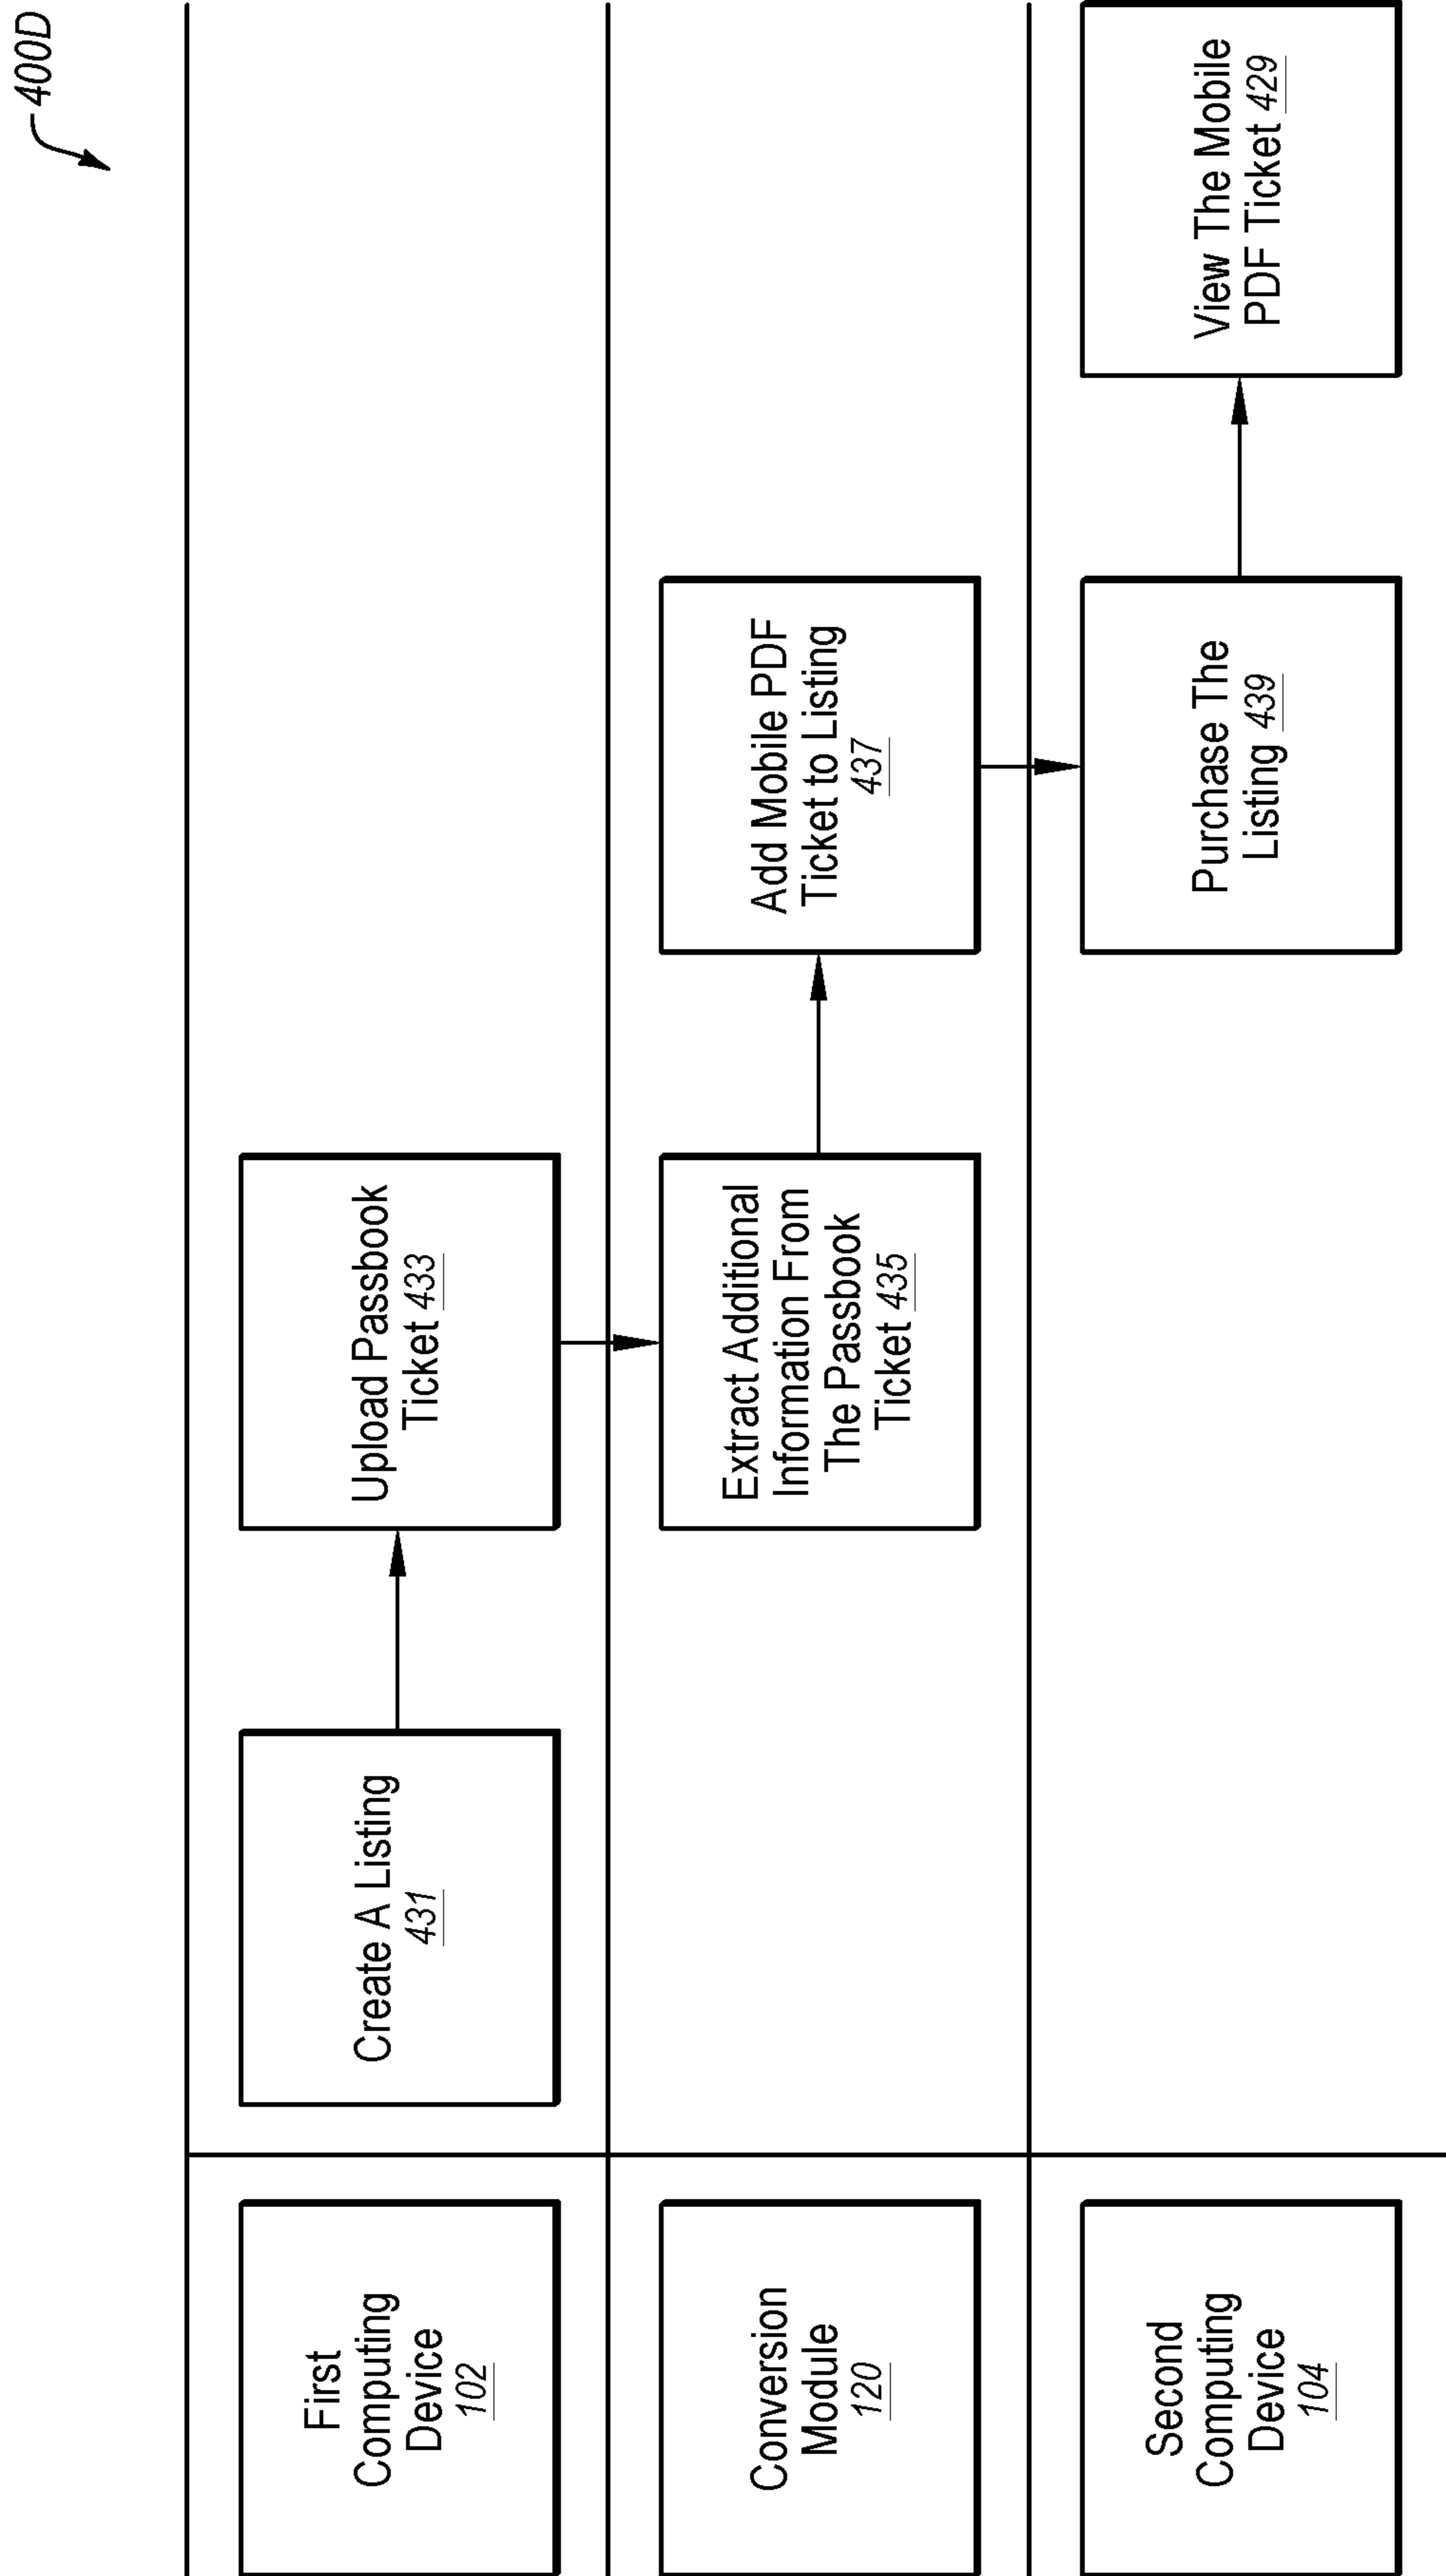 400D
First
Computing
Device
102
Create A Listing
431
Upload Passbook
Ticket 433
Conversion
Module
120
Extract Additional
Information From
The Passbook
Ticket 435
Add Mobile PDF
Ticket to Listing
437
Second
Computing
Device
104
Purchase The
Listing 439
View The Mobile
PDF Ticket 429